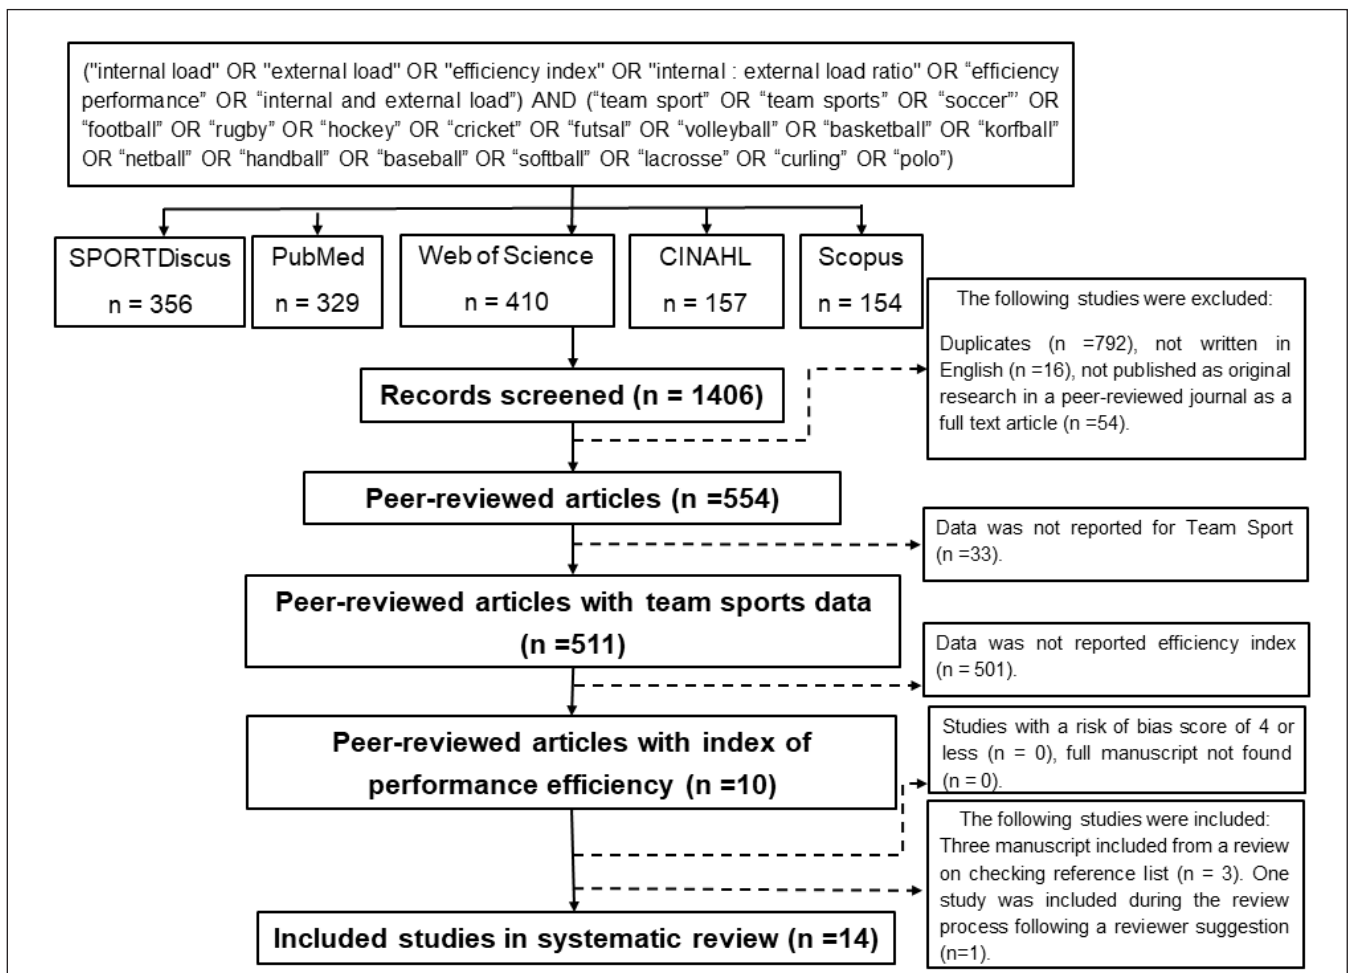 ("internal load" OR "external load" OR "efficiency index" OR "internal : external load ratio" OR “efficiency
performance” OR “internal and external load”) AND (“team sport” OR “team sports” OR “soccer”’ OR
“football” OR “rugby” OR “hockey” OR “cricket” OR “futsal” OR “volleyball” OR “basketball” OR “korfball”
OR “netball” OR “handball” OR “baseball” OR “softball” OR “lacrosse” OR “curling” OR “polo”)
SPORTDiscus
n = 356
PubMed
n = 329
Web of Science
n = 410
CINAHL
n = 157
Scopus
n = 154
The following studies were excluded:
Duplicates (n =792), not written in
English (n =16), not published as original
research in a peer-reviewed journal as a
full text article (n =54).
Records screened (n = 1406)
Peer-reviewed articles (n =554)
Data was not reported for Team Sport
(n =33).
Peer-reviewed articles with team sports data
(n =511)
Data was not reported efficiency index
(n = 501).
Peer-reviewed articles with index of
performance efficiency (n =10)
Studies with a risk of bias score of 4 or
less (n = 0), full manuscript not found
(n = 0).
The following studies were included:
Three manuscript included from a review
on checking reference list (n = 3). One
study was included during the review
process following a reviewer suggestion
(n=1).
Included studies in systematic review (n =14)